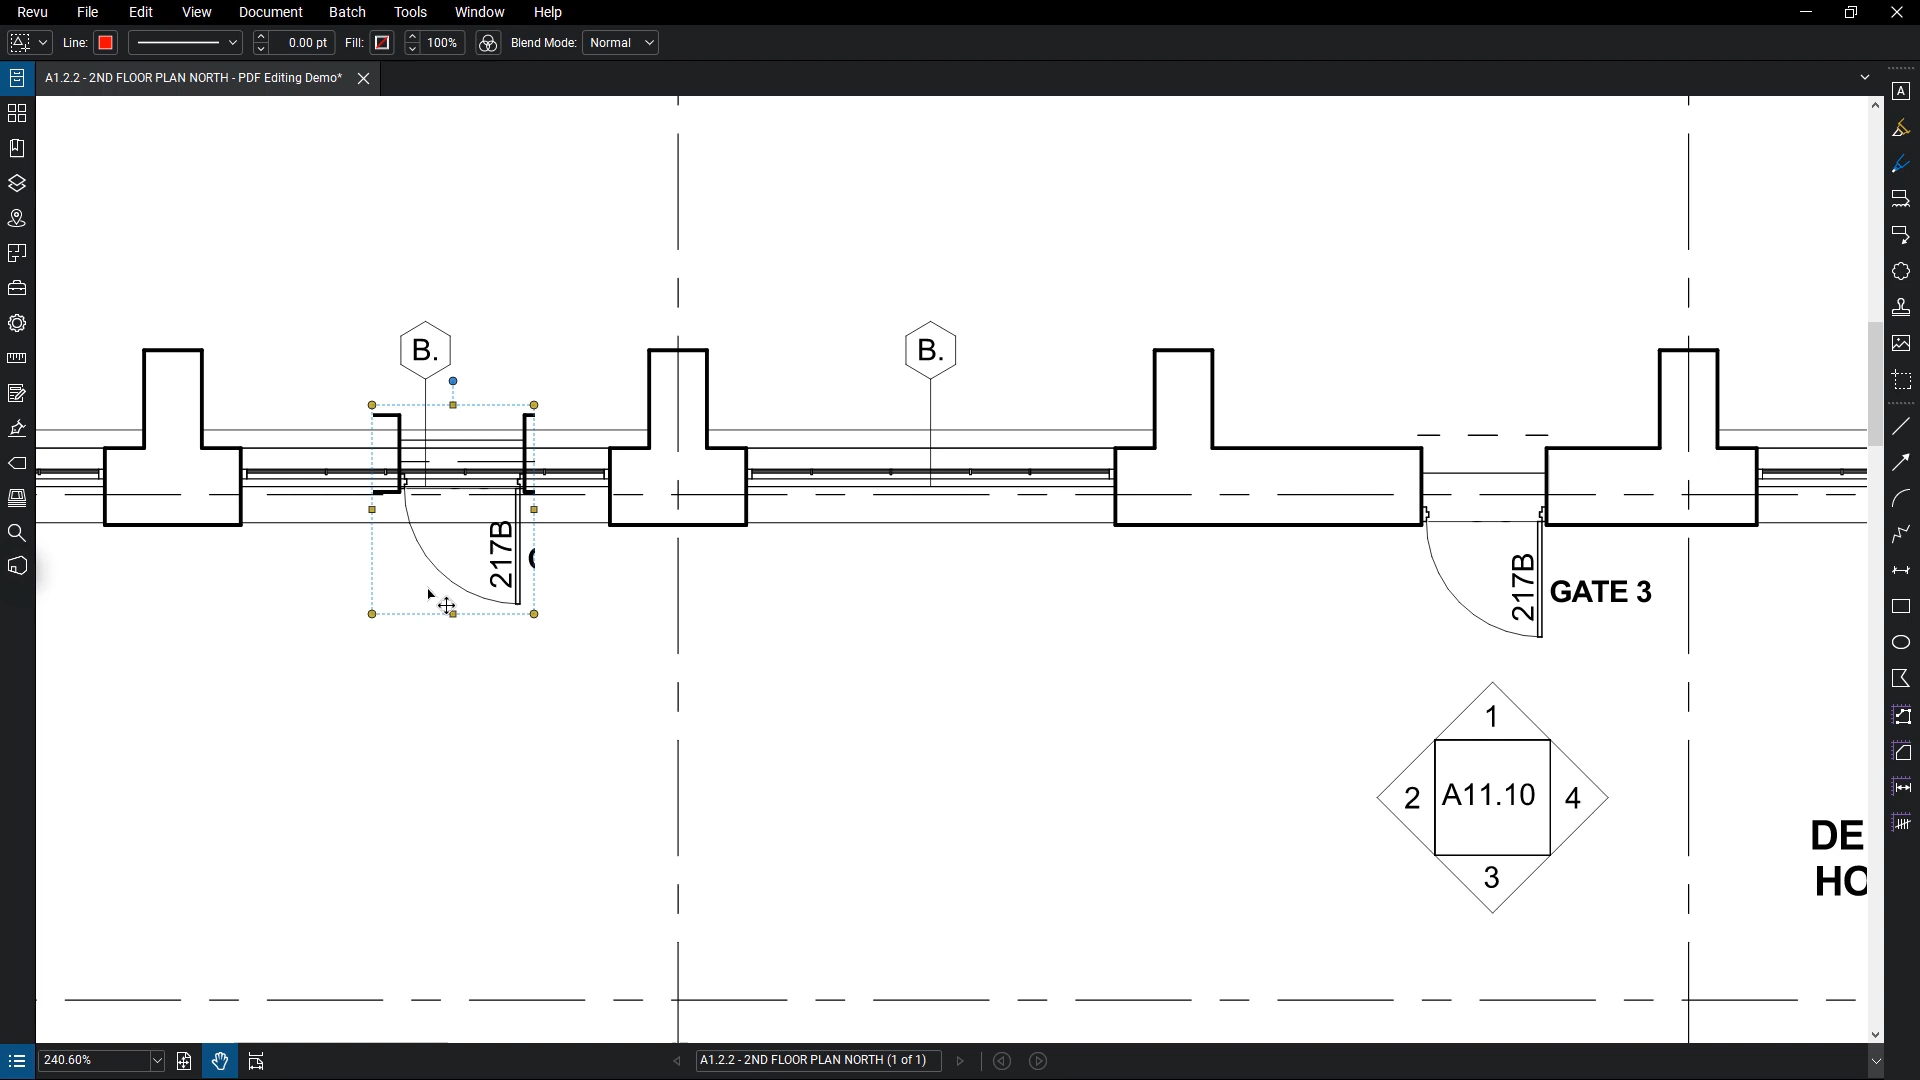 Revu File Edit View Document Batch Tools Window Help
Line: 0.00 pt Fill: 100% Blend Mode: Normal
A1.2.2 - 2ND FLOOR PLAN NORTH - PDF Editing Demo*
B. B.
217B
217B
GATE 3
1
2 A11.10 4
3
DE
HO
240.60% A1.2.2 - 2ND FLOOR PLAN NORTH (1 of 1)